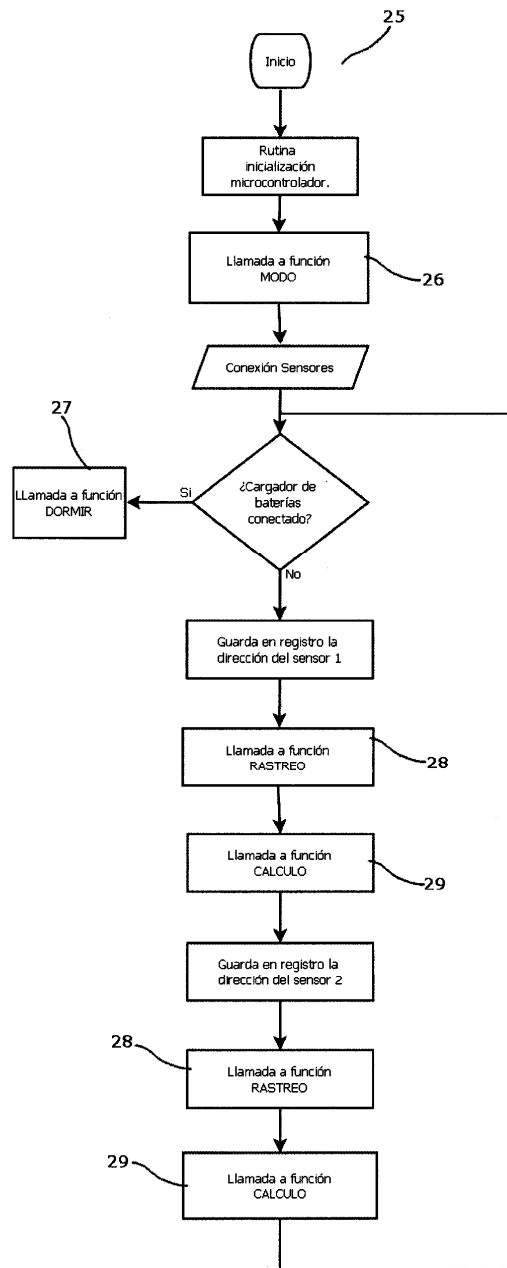 25
Inicio
Rutina
inicialización
microcontrolador.
Llamada a función
MODO
26
Conexión Sensores
27
LLamada a función
DORMIR
Si
¿Cargador de
baterías
conectado?
No
Guarda en registro la
dirección del sensor 1
Llamada a función
RASTREO
28
Llamada a función
CALCULO
29
Guarda en registro la
dirección del sensor 2
28
Llamada a función
RASTREO
29
Llamada a función
CALCULO